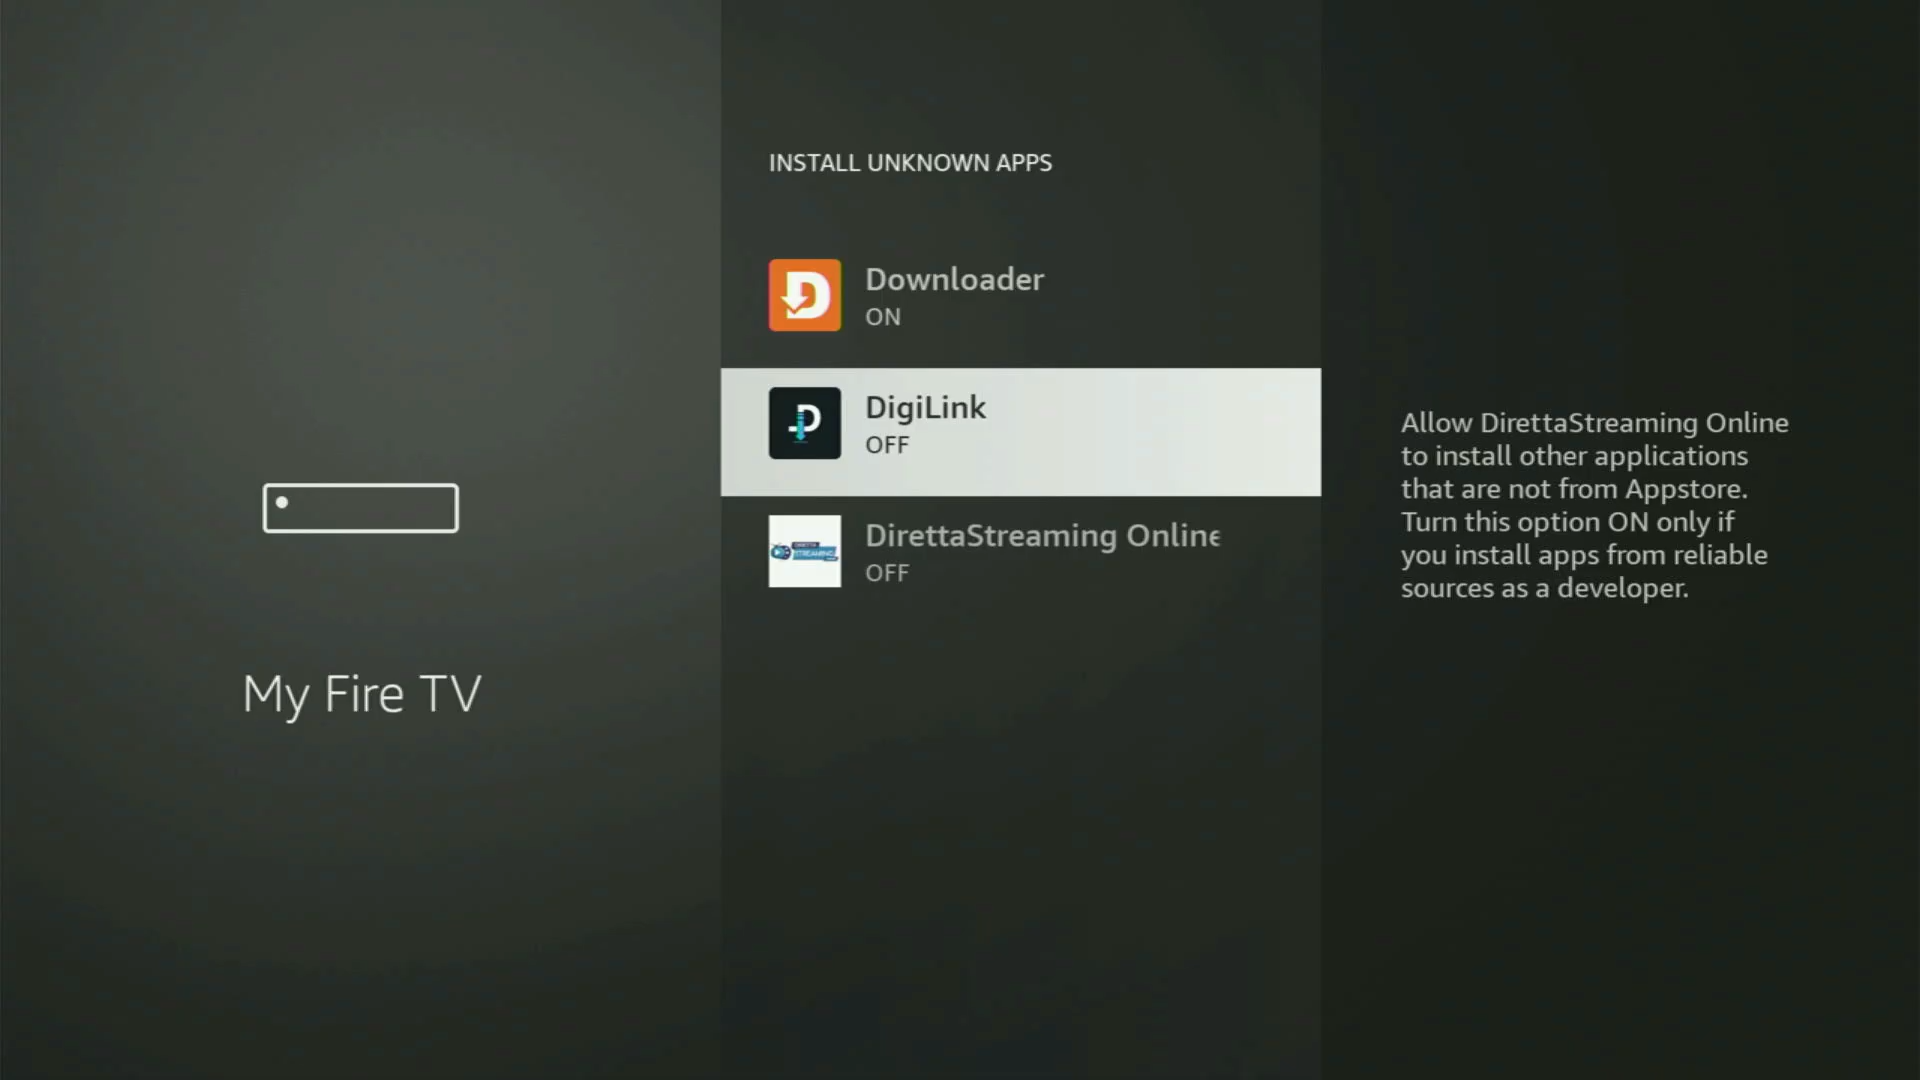 INSTALL UNKNOWN APPS
Downloader
ON
DigiLink
OFF
DirettaStreaming Online
OFF
My Fire TV
Allow DirettaStreaming Online
to install other applications
that are not from Appstore.
Turn this option ON only if
you install apps from reliable
sources as a developer.